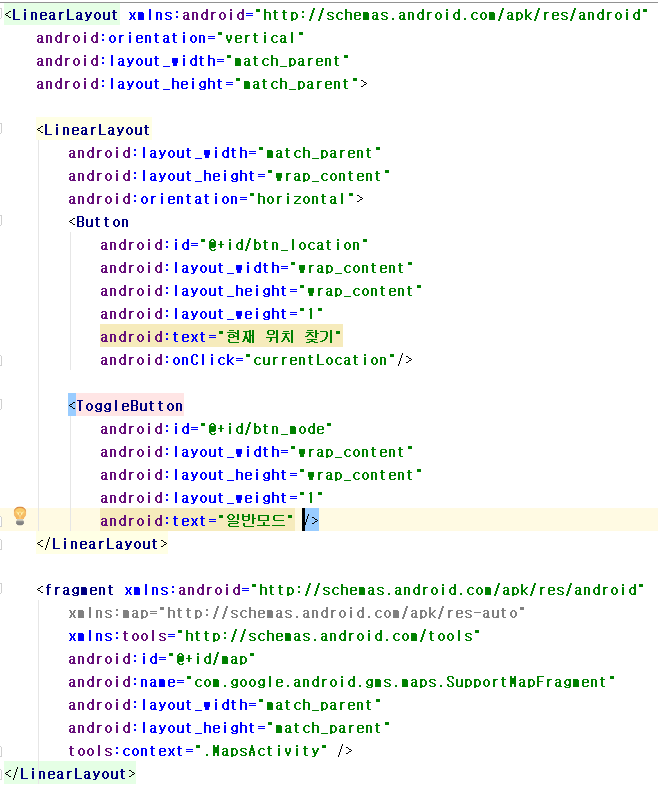 <LinearLayout xmlns:android="http://schemas.android.com/apk/res/android"
    android:orientation="vertical"
    android:layout_width="match_parent"
    android:layout_height="match_parent">

    <LinearLayout
        android:layout_width="match_parent"
        android:layout_height="wrap_content"
        android:orientation="horizontal">
        <Button
            android:id="@+id/btn_location"
            android:layout_width="wrap_content"
            android:layout_height="wrap_content"
            android:layout_weight="1"
            android:text="현재 위치 찾기"
            android:onClick="currentLocation"/>

        <ToggleButton
            android:id="@+id/btn_mode"
            android:layout_width="wrap_content"
            android:layout_height="wrap_content"
            android:layout_weight="1"
            android:text="일반모드" />
    </LinearLayout>

    <fragment xmlns:android="http://schemas.android.com/apk/res/android"
        xmlns:map="http://schemas.android.com/apk/res-auto"
        xmlns:tools="http://schemas.android.com/tools"
        android:id="@+id/map"
        android:name="com.google.android.gms.maps.SupportMapFragment"
        android:layout_width="match_parent"
        android:layout_height="match_parent"
        tools:context=".MapsActivity" />
</LinearLayout>